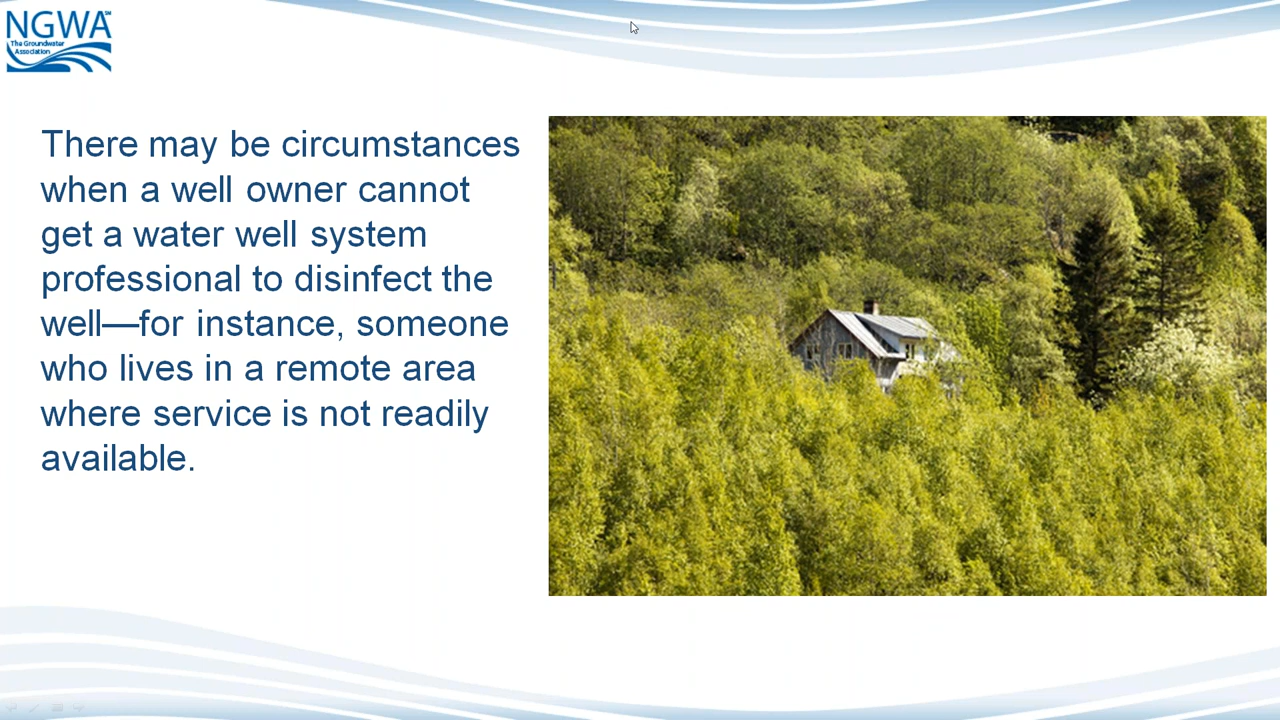 NGWA
The Groundwater
Association
There may be circumstances
when a well owner cannot
get a water well system
professional to disinfect the
well—for instance, someone
who lives in a remote area
where service is not readily
available.